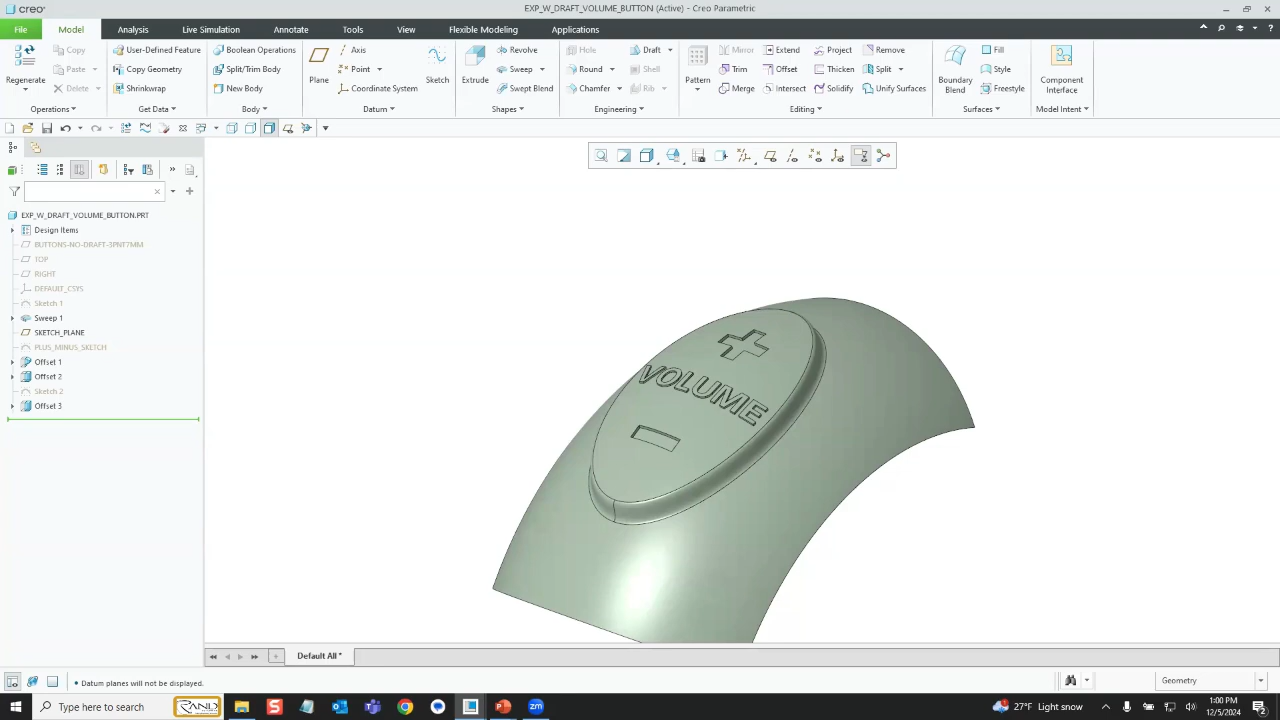 creo
EXP_W_DRAFT_VOLUME_BUTTON (Active) - Creo Parametric
File Model Analysis Live Simulation Annotate Tools View Flexible Modeling Applications
Copy User-Defined Feature Boolean Operations Axis Revolve Hole Draft Mirror Extend Project Remove Fill
Regenerate Paste Copy Geometry Split/Trim Body Plane Sketch Extrude Sweep Round Shell Pattern Trim Offset Thicken Split Boundary Blend Style Component Interface
Delete Shrinkwrap New Body Coordinate System Swept Blend Chamfer Rib Merge Intersect Solidify Unify Surfaces Freestyle
Operations Get Data Body Datum Shapes Engineering Editing Surfaces Model Intent
EXP_W_DRAFT_VOLUME_BUTTON.PRT
Design Items
BUTTONS-NO-DRAFT-3PNT7MM
TOP
RIGHT
DEFAULT_CSYS
Sketch 1
Sweep 1
SKETCH_PLANE
PLUS_MINUS_SKETCH
Offset 1
Offset 2
Sketch 2
Offset 3
VOLUME
Default All *
• Datum planes will not be displayed.
Geometry
Type here to search
RAND
27°F Light snow
1:00 PM
12/5/2024
2